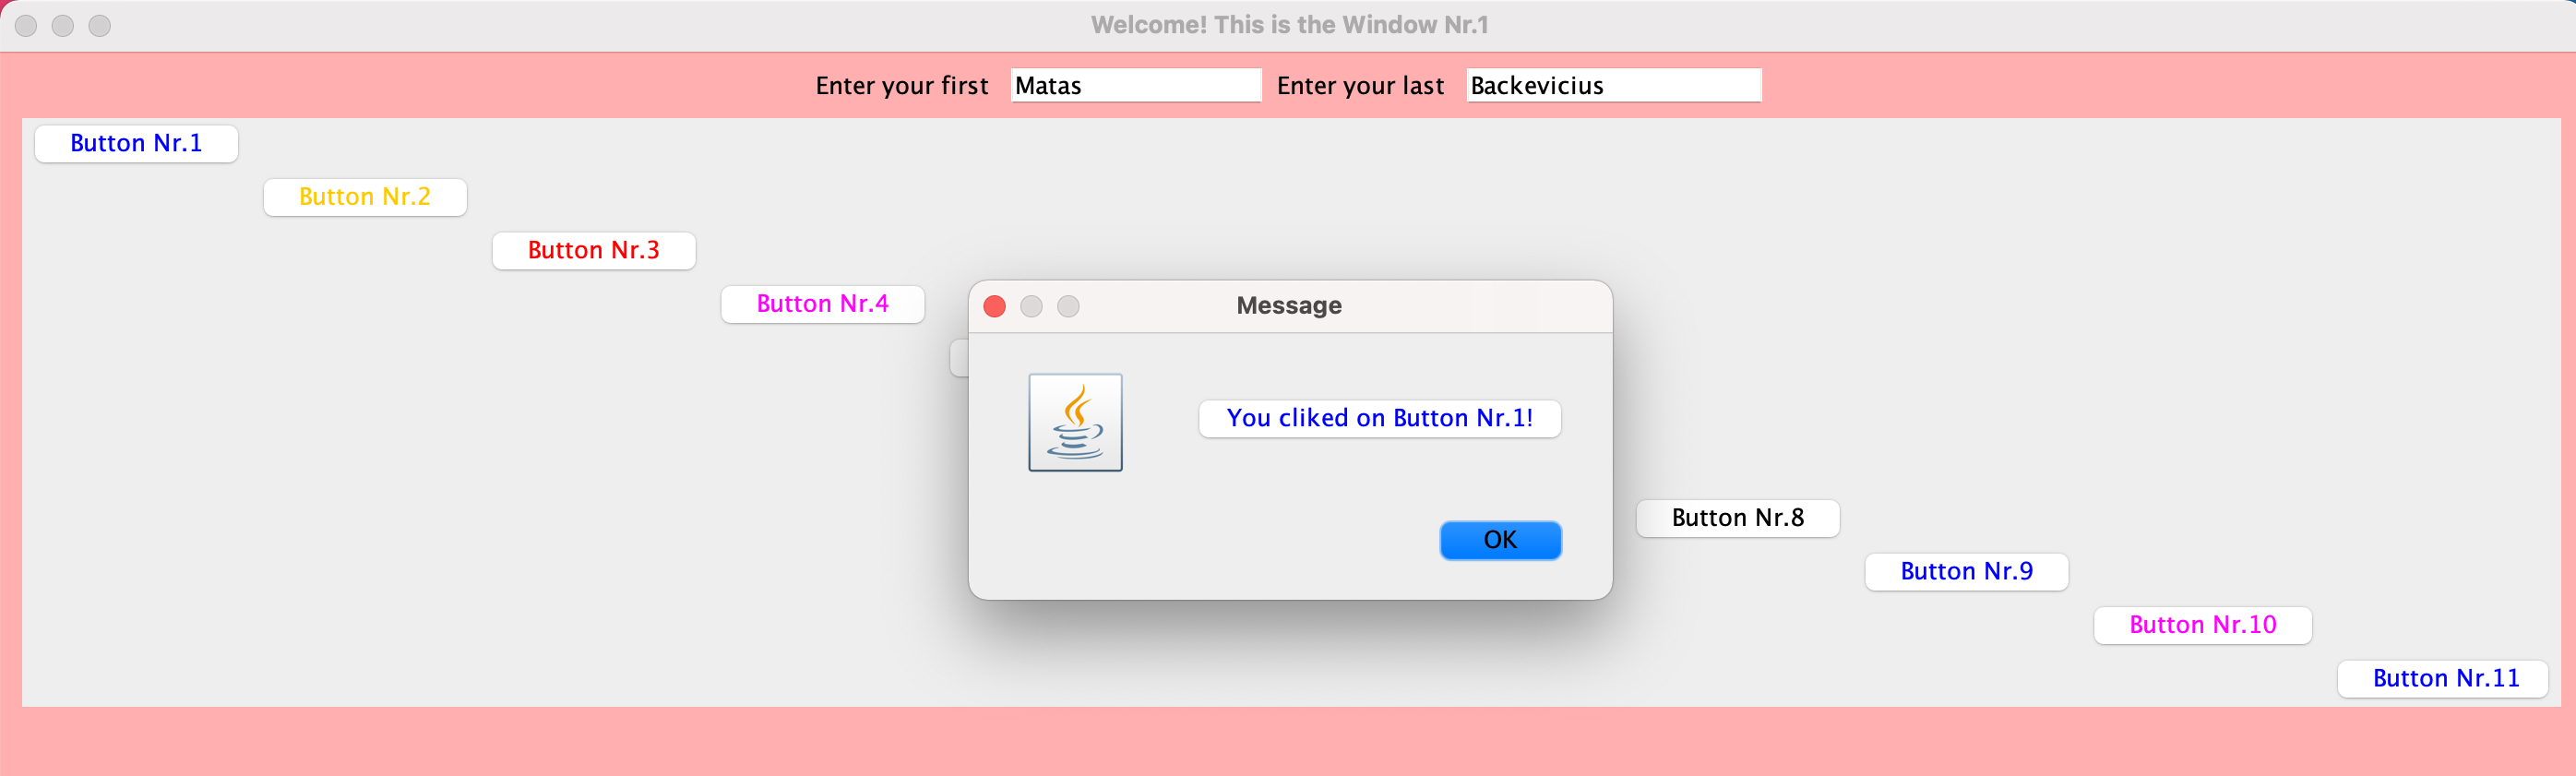 Welcome! This is the Window Nr.1
Enter your first Matas Enter your last Backevicius
Button Nr.1
Button Nr.2
Button Nr.3
Button Nr.4
Message
You cliked on Button Nr.1!
Button Nr.8
OK
Button Nr.9
Button Nr.10
Button Nr.11